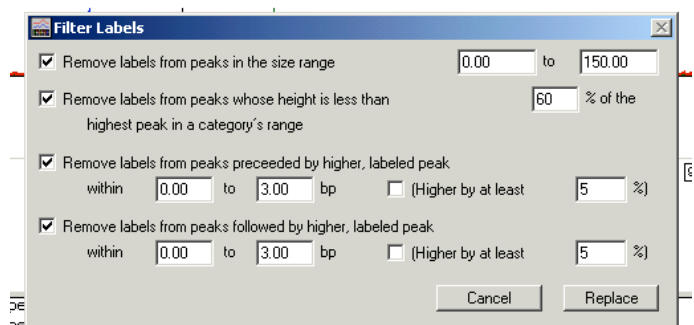 Filter Labels
Remove labels from peaks in the size range 0.00 to 150.00
Remove labels from peaks whose height is less than 60 % of the
highest peak in a category's range
Remove labels from peaks preceeded by higher, labeled peak
within 0.00 to 3.00 bp (Higher by at least 5 %)
Remove labels from peaks followed by higher, labeled peak
within 0.00 to 3.00 bp (Higher by at least 5 %)
Cancel Replace